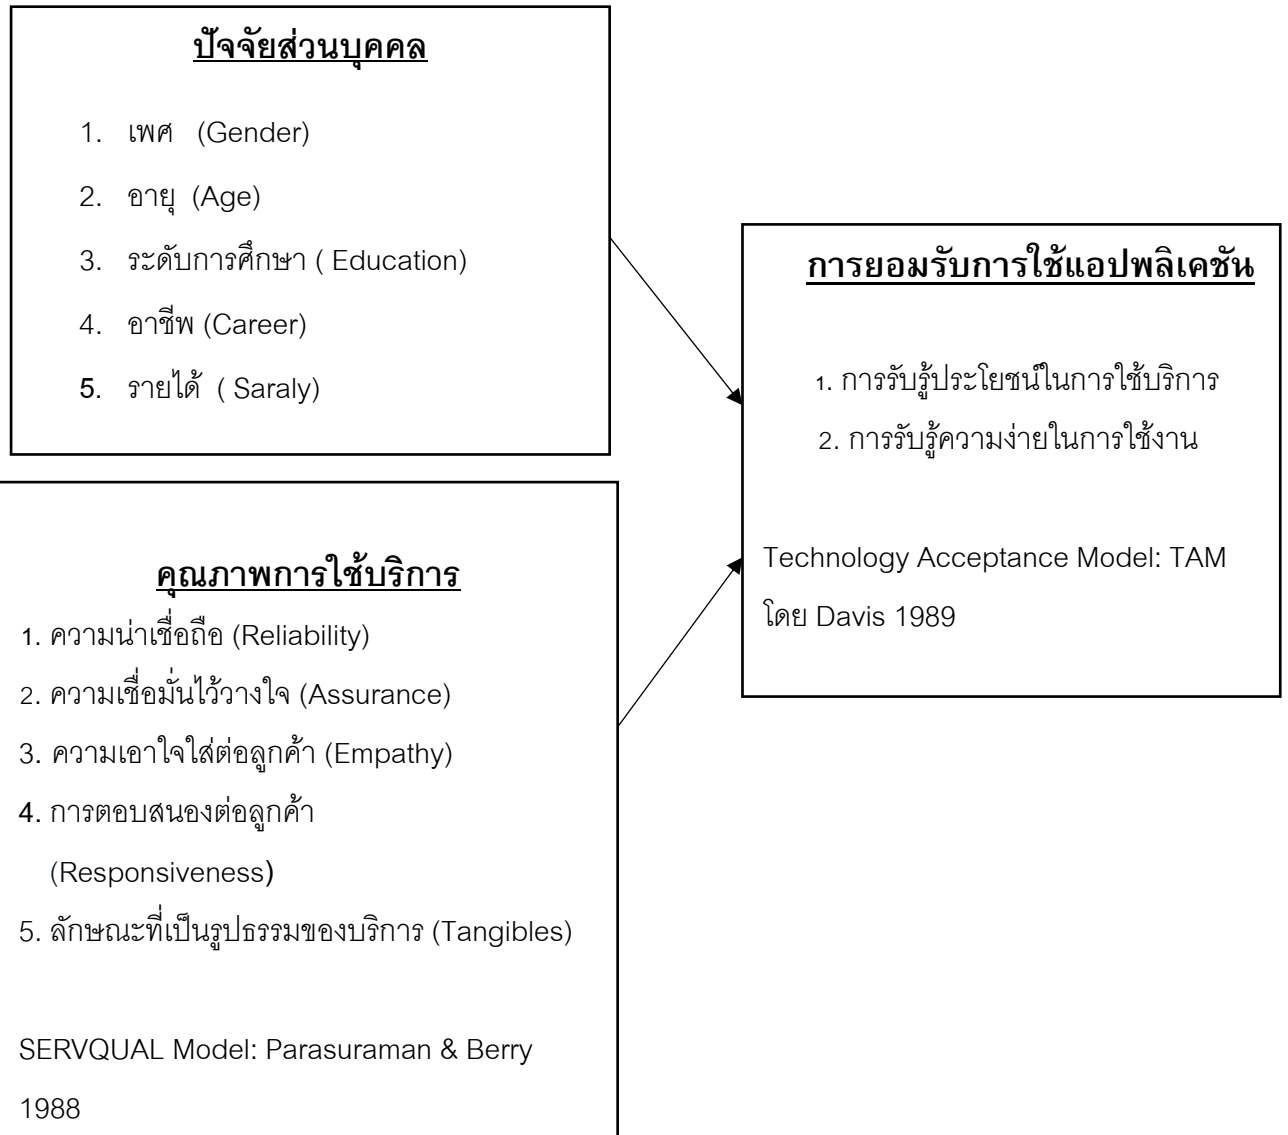 ปัจจัยส่วนบุคคล
1. เพศ (Gender)
2. อายุ (Age)
3. ระดับการศึกษา ( Education)
4. อาชีพ (Career)
5. รายได้ ( Saraly)
การยอมรับการใช้แอปพลิเคชัน
1. การรับรู้ประโยชน์ในการใช้บริการ
2. การรับรู้ความง่ายในการใช้งาน
Technology Acceptance Model: TAM
โดย Davis 1989
คุณภาพการใช้บริการ
1. ความน่าเชื่อถือ (Reliability)
2. ความเชื่อมั่นไว้วางใจ (Assurance)
3. ความเอาใจใส่ต่อลูกค้า (Empathy)
4. การตอบสนองต่อลูกค้า
(Responsiveness)
5. ลักษณะที่เป็นรูปธรรมของบริการ (Tangibles)
SERVQUAL Model: Parasuraman & Berry
1988